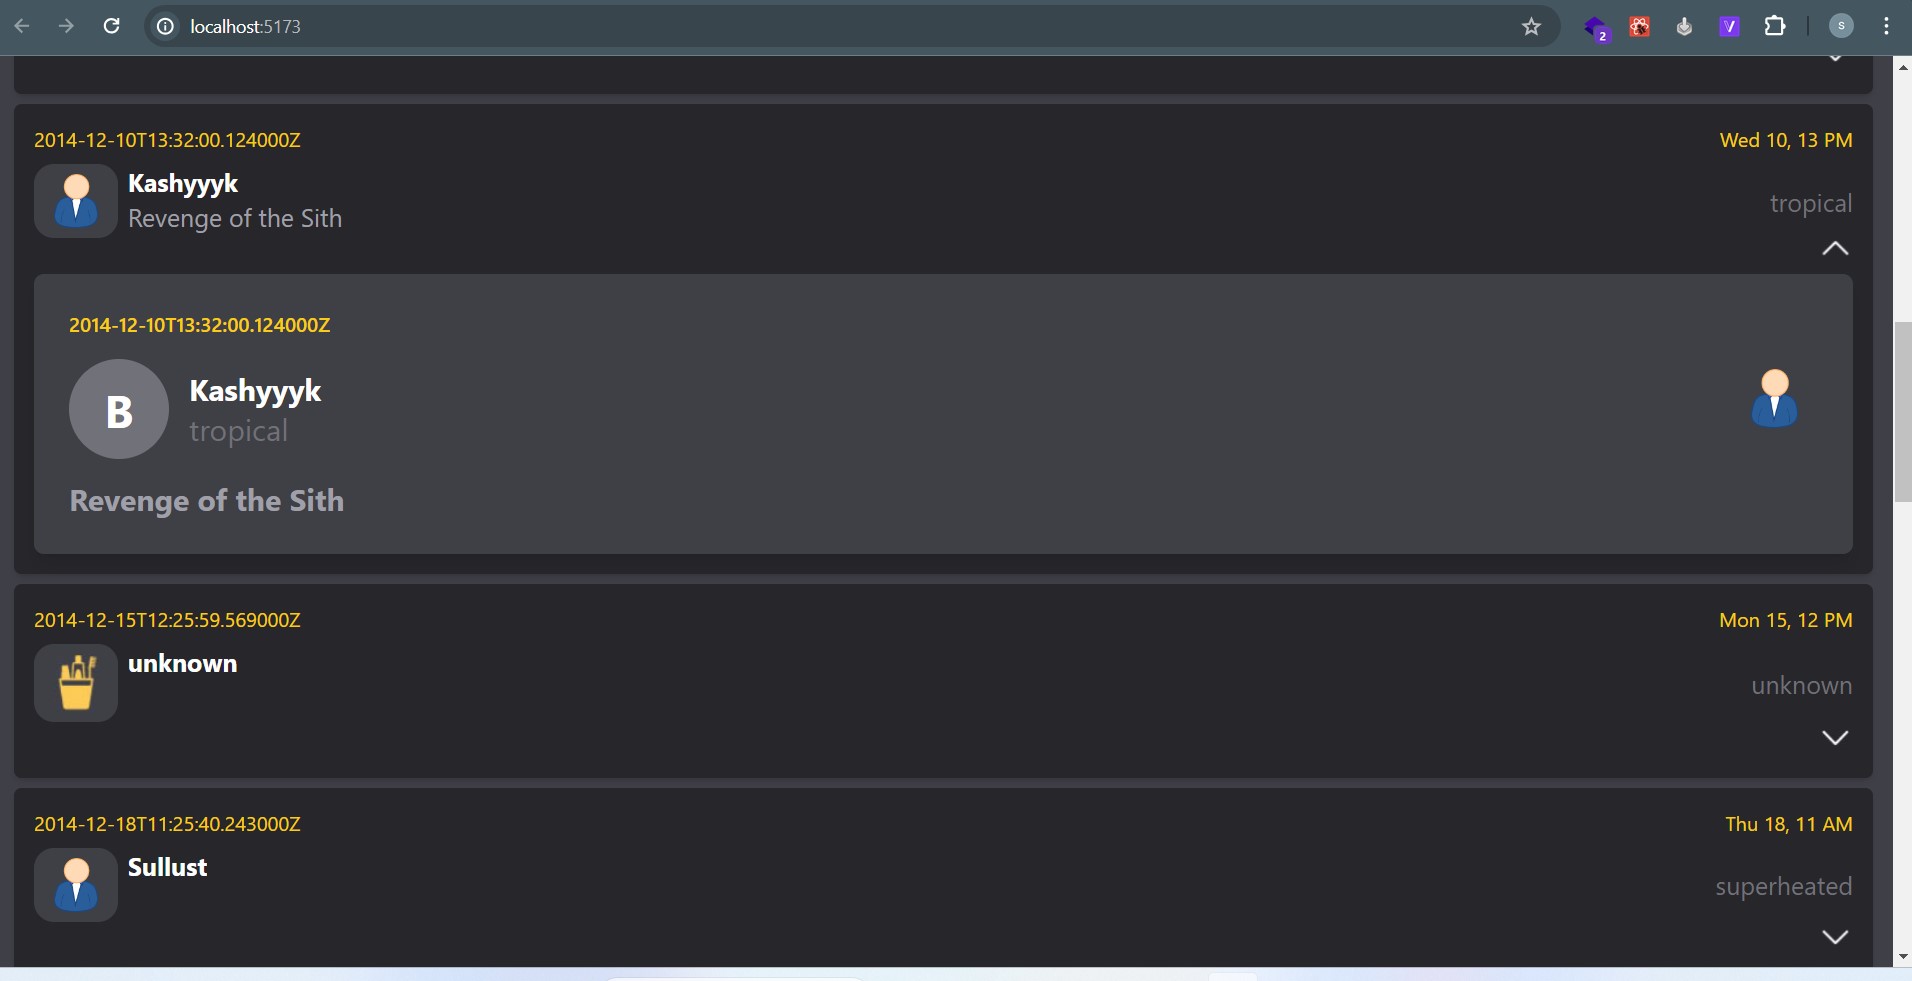 localhost:5173
2
V
s
2014-12-10T13:32:00.124000Z
Wed 10, 13 PM
Kashyyyk
Revenge of the Sith
tropical
2014-12-10T13:32:00.124000Z
B
Kashyyyk
tropical
Revenge of the Sith
2014-12-15T12:25:59.569000Z
Mon 15, 12 PM
unknown
unknown
2014-12-18T11:25:40.243000Z
Thu 18, 11 AM
Sullust
superheated